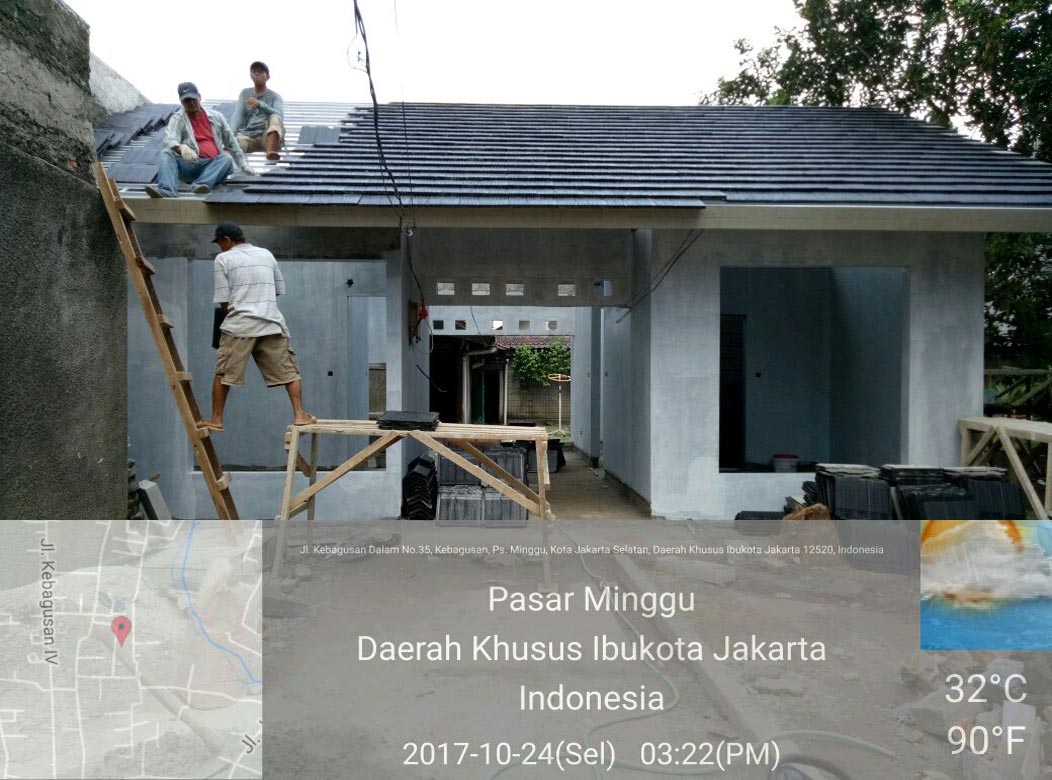 Jl. Kebagusan Dalam No.35, Kebagusan, Ps. Minggu, Kota Jakarta Selatan, Daerah Khusus Ibukota Jakarta 12520, Indonesia
Jl. Kebagusan IV
Pasar Minggu
Daerah Khusus Ibukota Jakarta
Indonesia
32°C
90°F
2017-10-24(Sel) 03:22(PM)
Jl.